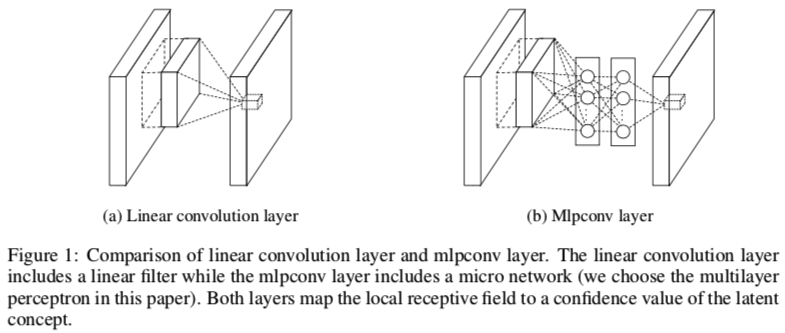 (a) Linear convolution layer
(b) Mlpconv layer
Figure 1: Comparison of linear convolution layer and mlpconv layer. The linear convolution layer
includes a linear filter while the mlpconv layer includes a micro network (we choose the multilayer
perceptron in this paper). Both layers map the local receptive field to a confidence value of the latent
concept.